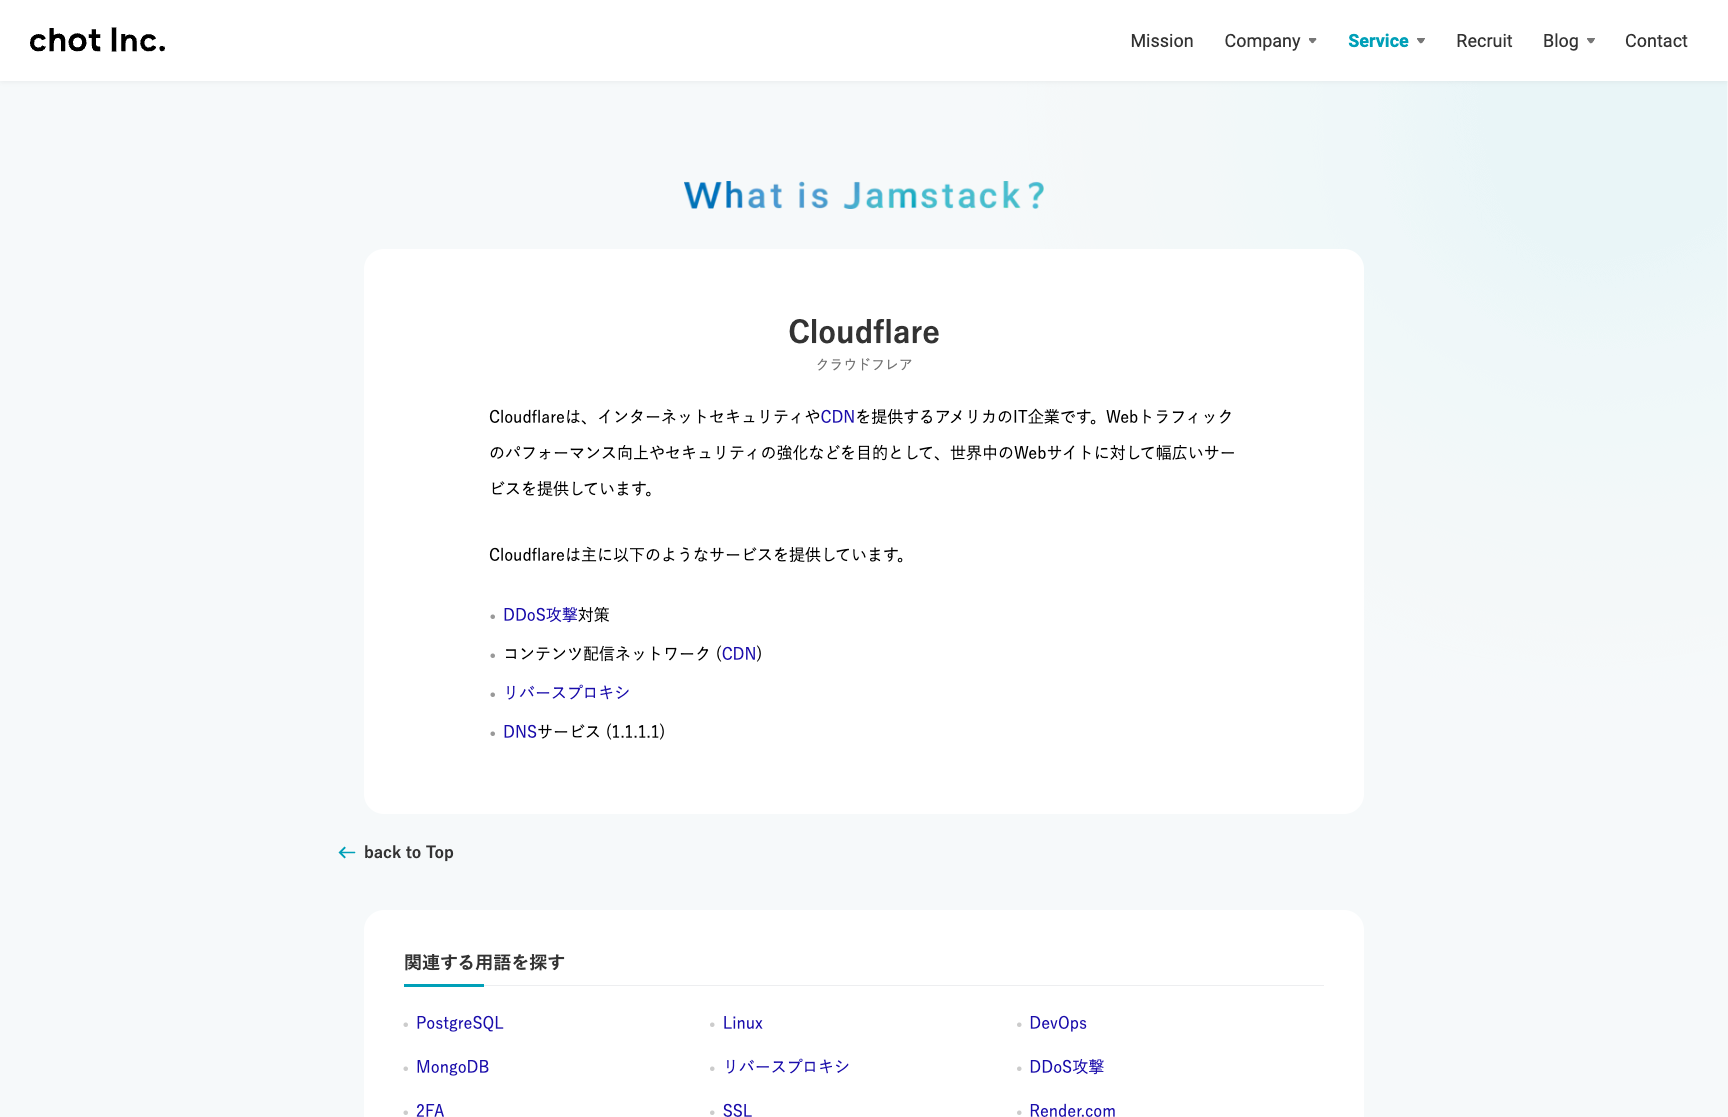 chot Inc.
Mission Company Service Recruit Blog Contact
What is Jamstack?
Cloudflare
クラウドフレア
Cloudflareは、インターネットセキュリティやCDNを提供するアメリカのIT企業です。Webトラフィック
のパフォーマンス向上やセキュリティの強化などを目的として、世界中のWebサイトに対して幅広いサー
ビスを提供しています。
Cloudflareは主に以下のようなサービスを提供しています。
DDoS攻撃対策
コンテンツ配信ネットワーク (CDN)
リバースプロキシ
DNSサービス (1.1.1.1)
← back to Top
関連する用語を探す
PostgreSQL Linux DevOps
MongoDB リバースプロキシ DDoS攻撃
2FA SSL Render.com